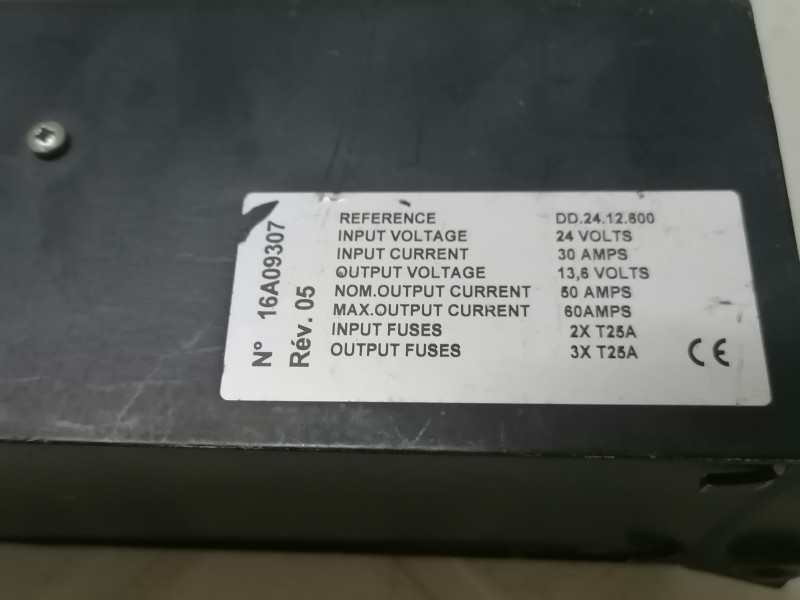 N° 16A09307
Rév. 05
REFERENCE DD.24.12.600
INPUT VOLTAGE 24 VOLTS
INPUT CURRENT 30 AMPS
OUTPUT VOLTAGE 13,6 VOLTS
NOM.OUTPUT CURRENT 50 AMPS
MAX.OUTPUT CURRENT 60AMPS
INPUT FUSES 2X T25A
OUTPUT FUSES 3X T25A
CE